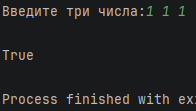 Введите три числа:1 1 1
True
Process finished with ex